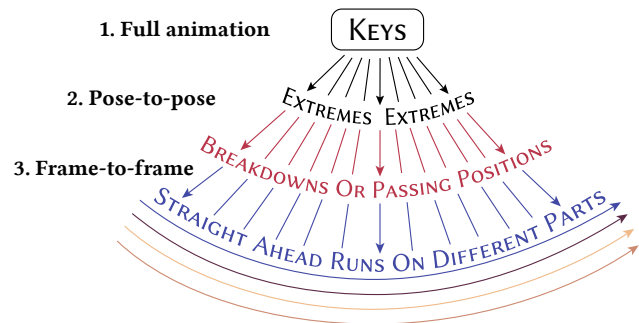 1. Full animation
KEYS
2. Pose-to-pose
EXTREMES EXTREMES
3. Frame-to-frame
BREAKDOWNS OR PASSING POSITIONS
STRAIGHT AHEAD RUNS ON DIFFERENT PARTS